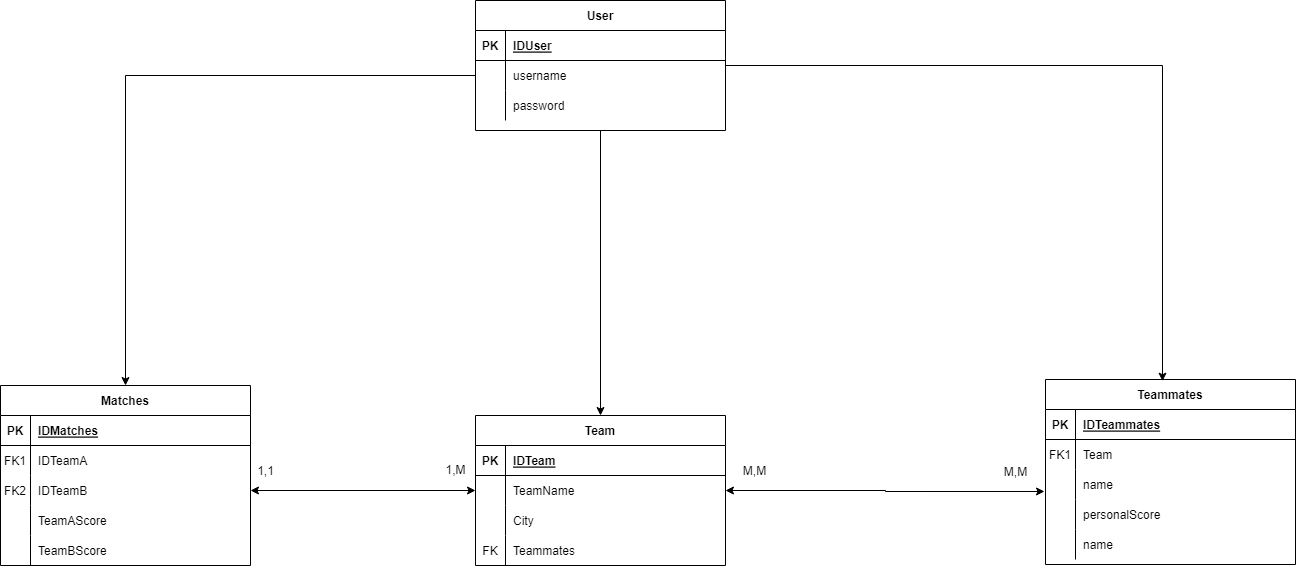 User
PK IDUser
username
password
Matches
PK IDMatches
FK1 IDTeamA
FK2 IDTeamB
TeamAScore
TeamBScore
1,1
1,M
Team
PK IDTeam
TeamName
City
FK Teammates
M,M
M,M
Teammates
PK IDTeammates
FK1 Team
name
personalScore
name